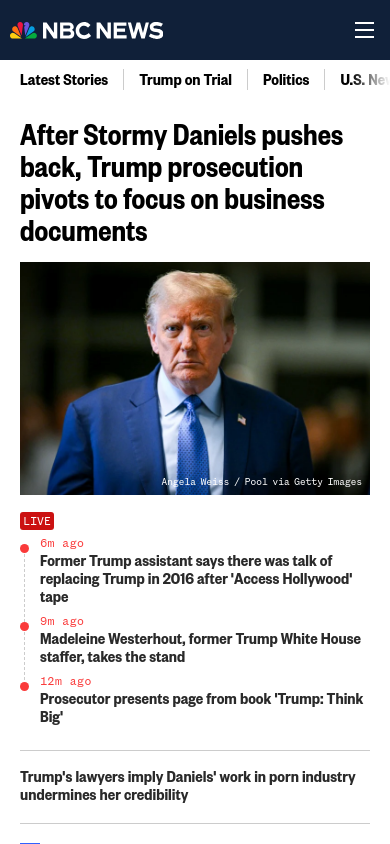 NBC NEWS
Latest Stories
Trump on Trial
Politics
U.S. Ne
After Stormy Daniels pushes
back, Trump prosecution
pivots to focus on business
documents
Angela Weiss / Pool via Getty Images
LIVE
6m ago
Former Trump assistant says there was talk of
replacing Trump in 2016 after 'Access Hollywood'
tape
9m ago
Madeleine Westerhout, former Trump White House
staffer, takes the stand
12m ago
Prosecutor presents page from book 'Trump: Think
Big'
Trump's lawyers imply Daniels' work in porn industry
undermines her credibility